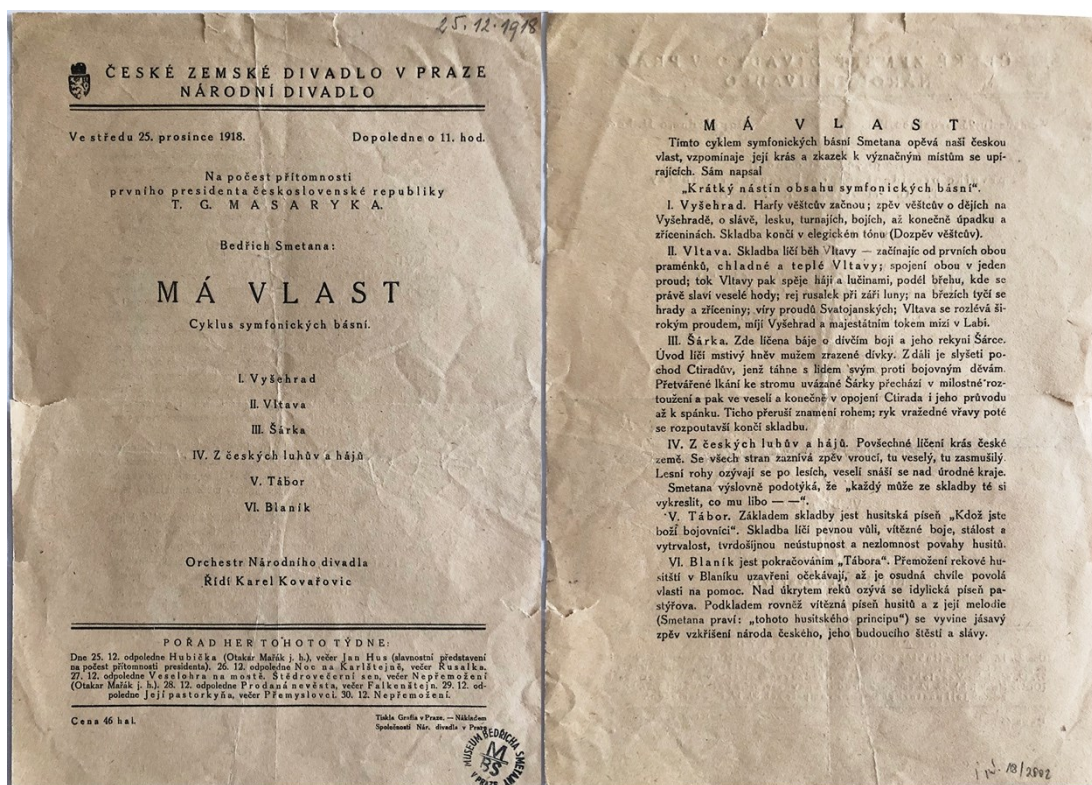 25. 12. 1918
ČESKÉ ZEMSKÉ DIVADLO V PRAZE
NÁRODNÍ DIVADLO
Ve středu 25. prosince 1918. Dopoledne o 11. hod.
Na počest přítomnosti
prvního presidenta československé republiky
T. G. MASARYKA.
Bedřich Smetana:
MÁ VLAST
Cyklus symfonických básní.
I. Vyšehrad
II. Vltava
III. Šárka
IV. Z českých luhův a hájů
V. Tábor
VI. Blaník
Orchestr Národního divadla
Řídí Karel Kovařovic
POŘAD HER TOHOTO TÝDNE:
Dne 25. 12. odpoledne Hubička (Otakar Mařák j. h.), večer Jan Hus (slavnostní představení
na počest přítomnosti presidenta). 26. 12. odpoledne Noc na Karlštejně, večer Rusalka.
27. 12. odpoledne Veselohra na mostě. Štědrovečerní sen, večer Nepřemožení
(Otakar Mařák j. h.). 28. 12. odpoledne Prodaná nevěsta, večer Falkenštejn. 29. 12. od-
poledne Její pastorkyňa, večer Přemyslovci. 30. 12. Nepřemožení.
Cena 46 hal.
Tiskla Grafia v Praze. — Nákladem
Společnosti Nár. divadla v Praze
MUSEUM BEDŘICHA SMETANY
V PRAZE
M
BS
MÁ VLAST
Tímto cyklem symfonických básní Smetana opěvá naši českou
vlast, vzpomínaje její krás a zkazek k význačným místům se upí-
rajících. Sám napsal
„Krátký nástin obsahu symfonických básní“.
I. Vyšehrad. Harfy věštcův začnou; zpěv věštcův o dějích na
Vyšehradě, o slávě, lesku, turnajích, bojích, až konečně úpadku a
zříceninách. Skladba končí v elegickém tónu (Dozpěv věštcův).
II. Vltava. Skladba líčí běh Vltavy — začínajíc od prvních obou
praménků, chladné a teplé Vltavy; spojení obou v jeden
proud; tok Vltavy pak spěje háji a lučinami, podél břehu, kde se
právě slaví veselé hody; rej rusalek při záři luny; na březích tyčí se
hrady a zříceniny; víry proudů Svatojanských; Vltava se rozlévá ši-
rokým proudem, míjí Vyšehrad a majestátním tokem mizí v Labi.
III. Šárka. Zde líčena báje o dívčím boji a jeho rekyni Šárce.
Úvod líčí mstivý hněv mužem zrazené dívky. Zdáli je slyšeti po-
chod Ctiradův, jenž táhne s lidem svým proti bojovným děvám.
Přetvářené lkání ke stromu uvázané Šárky přechází v milostné roz-
toužení a pak ve veselí a konečně v opojení Ctirada i jeho průvodu
až k spánku. Ticho přeruší znamení rohem; ryk vražedné vřavy poté
se rozpoutavší končí skladbu.
IV. Z českých luhův a hájů. Povšechné líčení krás české
země. Se všech stran zaznívá zpěv vroucí, tu veselý, tu zasmušilý.
Lesní rohy ozývají se po lesích, veselí snáší se nad úrodné kraje.
Smetana výslovně podotýká, že „každý může ze skladby té si
vykreslit, co mu libo — —“.
V. Tábor. Základem skladby jest husitská píseň „Kdož jste
boží bojovníci“. Skladba líčí pevnou vůli, vítězné boje, stálost a
vytrvalost, tvrdošíjnou neústupnost a nezlomnost povahy husitů.
VI. Blaník jest pokračováním „Tábora“. Přemožení rekové hu-
sitští v Blaníku uzavření očekávají, až je osudná chvíle povolá
vlasti na pomoc. Nad úkrytem reků ozývá se idylická píseň pa-
stýřova. Podkladem rovněž vítězná píseň husitů a z její melodie
(Smetana praví: „tohoto husitského principu“) se vyvine jásavý
zpěv vzkříšení národa českého, jeho budoucího štěstí a slávy.